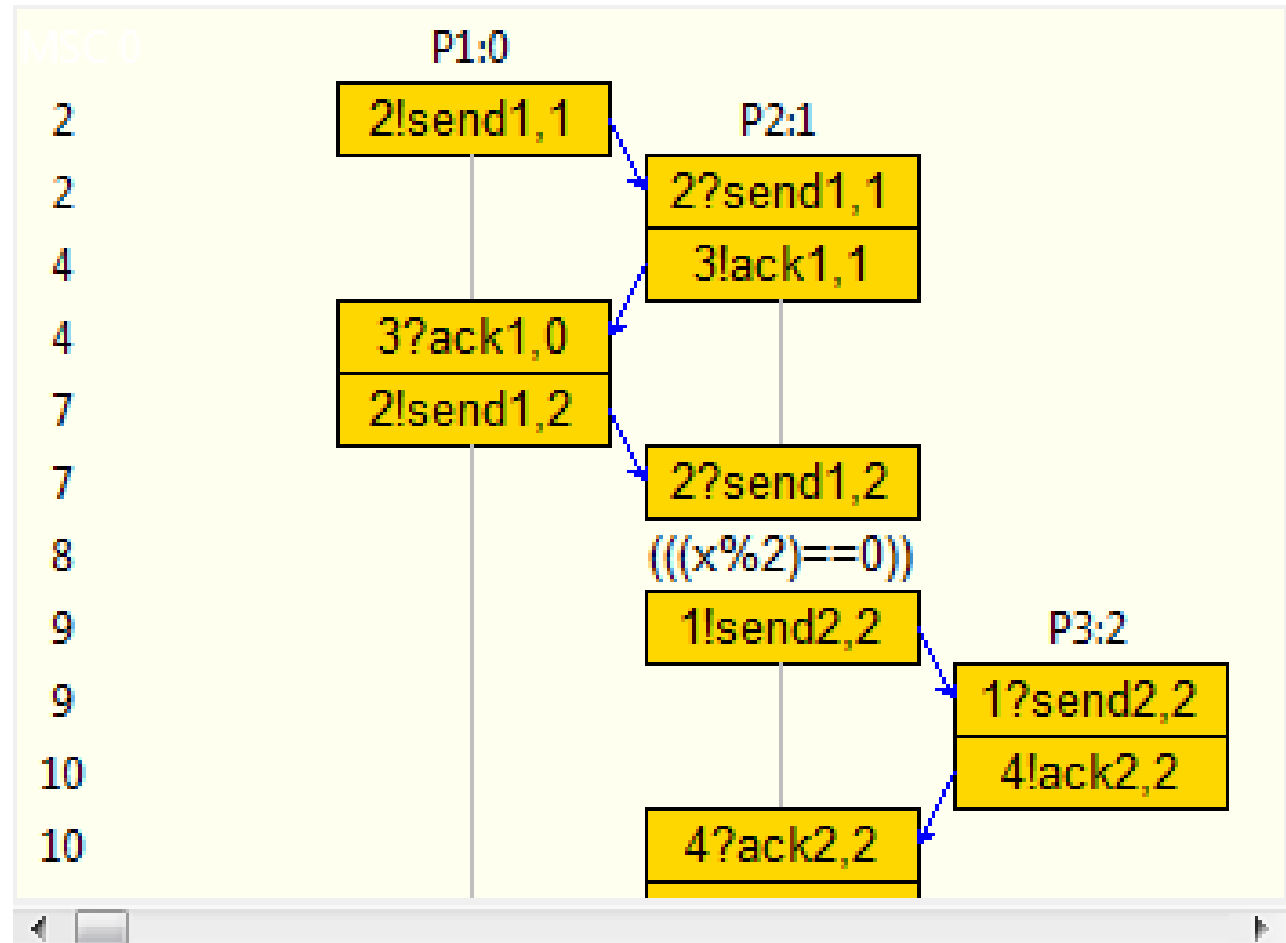 MSC 0
P1:0
2 2!send1,1 P2:1
2 2?send1,1
4 3!ack1,1
4 3?ack1,0
7 2!send1,2
7 2?send1,2
8 (((x%2)==0))
9 1!send2,2 P3:2
9 1?send2,2
10 4!ack2,2
10 4?ack2,2